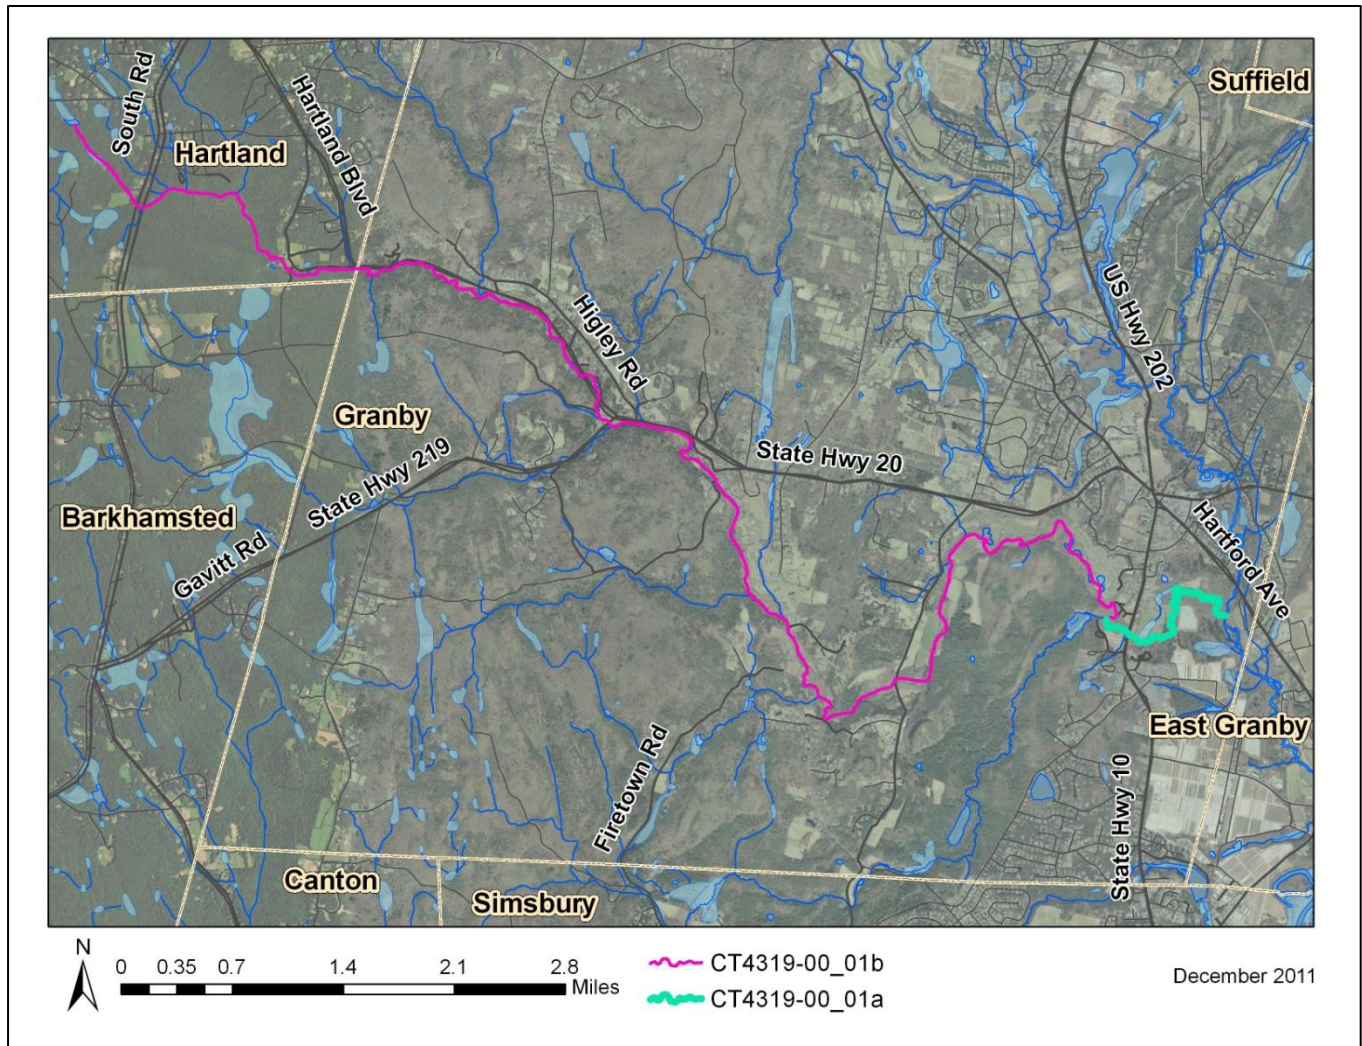 Suffield
South Rd
Hartland
Hartland Blvd
US Hwy 202
Higley Rd
Granby
State Hwy 20
State Hwy 219
Barkhamsted
Gavitt Rd
Hartford Ave
East Granby
Firetown Rd
State Hwy 10
Canton
Simsbury
N
0 0.35 0.7 1.4 2.1 2.8
Miles
CT4319-00_01b
CT4319-00_01a
December 2011